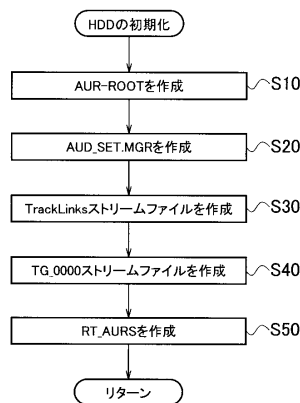 HDDの初期化
AUR-ROOTを作成 S10
AUD_SET.MGRを作成 S20
TrackLinksストリームファイルを作成 S30
TG_0000ストリームファイルを作成 S40
RT_AURSを作成 S50
リターン